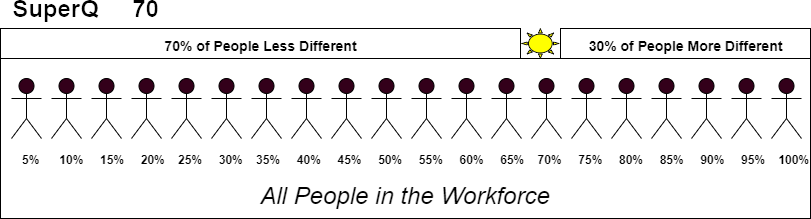 SuperQ 70
70% of People Less Different 30% of People More Different
5% 10% 15% 20% 25% 30% 35% 40% 45% 50% 55% 60% 65% 70% 75% 80% 85% 90% 95% 100%
All People in the Workforce